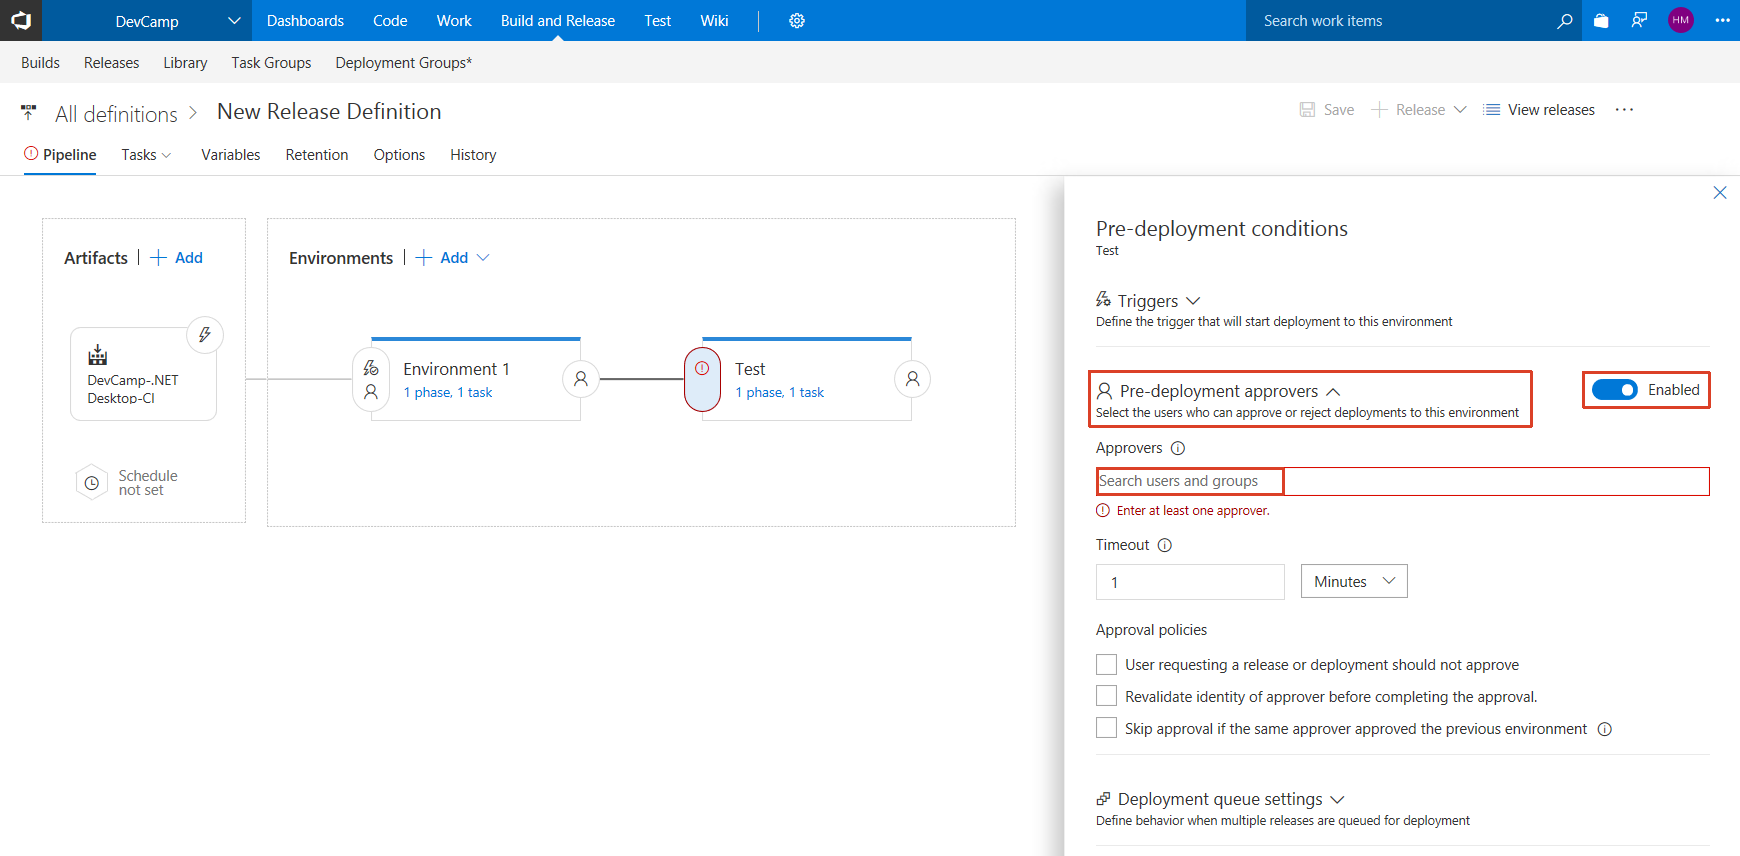 DevCamp
Dashboards
Code
Work
Build and Release
Test
Wiki
Search work items
HM
Builds
Releases
Library
Task Groups
Deployment Groups*
All definitions
New Release Definition
Save
Release
View releases
Pipeline
Tasks
Variables
Retention
Options
History
Artifacts
Add
Environments
Add
DevCamp-.NET
Desktop-CI
Schedule
not set
Environment 1
1 phase, 1 task
Test
1 phase, 1 task
Pre-deployment conditions
Test
Triggers
Define the trigger that will start deployment to this environment
Pre-deployment approvers
Enabled
Select the users who can approve or reject deployments to this environment
Approvers
Search users and groups
Enter at least one approver.
Timeout
1
Minutes
Approval policies
User requesting a release or deployment should not approve
Revalidate identity of approver before completing the approval.
Skip approval if the same approver approved the previous environment
Deployment queue settings
Define behavior when multiple releases are queued for deployment